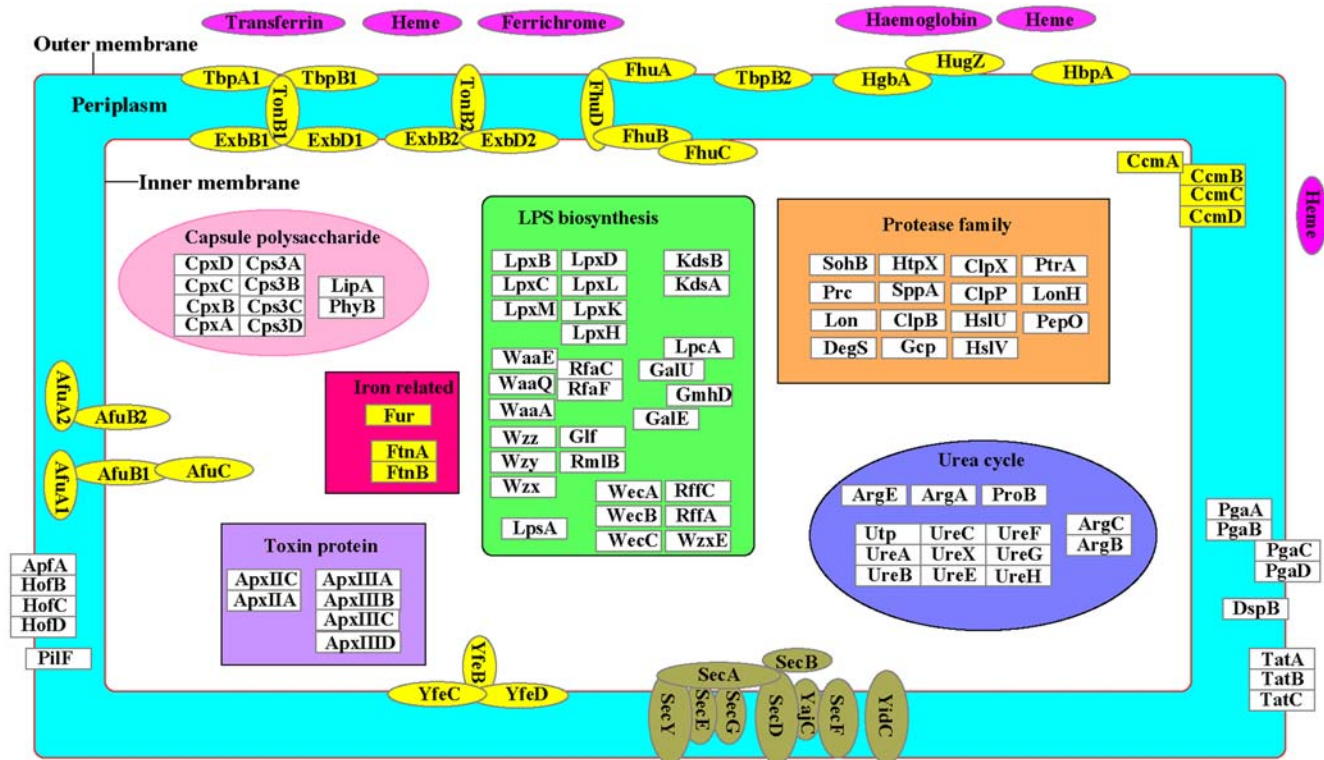 Transferrin Heme Ferrichrome Haemoglobin Heme
Outer membrane
TbpA1 TbpB1 FhuA TbpB2 HgbA HugZ HbpA
Periplasm
TonB1 TonB2 FhuD
ExbB1 ExbD1 ExbB2 ExbD2 FhuB FhuC
Inner membrane
CcmA
CcmB
CcmC
CcmD
Heme
Capsule polysaccharide
CpxD Cps3A
CpxC Cps3B LipA
CpxB Cps3C PhyB
CpxA Cps3D
LPS biosynthesis
LpxB LpxD KdsB
LpxC LpxL KdsA
LpxM LpxK
LpxH
LpcA
WaaE RfaC GalU
WaaQ RfaF GmhD
WaaA GalE
Wzz Glf
Wzy RmlB
Wzx WecA RffC
WecB RffA
LpsA WecC WzxE
Protease family
SohB HtpX ClpX PtrA
Prc SppA ClpP LonH
Lon ClpB HslU PepO
DegS Gcp HslV
AfuA2 AfuB2
AfuA1 AfuB1 AfuC
Iron related
Fur
FtnA
FtnB
Urea cycle
ArgE ArgA ProB
ArgC
ArgB
Utp UreC UreF
UreA UreX UreG
UreB UreE UreH
Toxin protein
ApxIIC ApxIIIA
ApxIIA ApxIIIB
ApxIIIC
ApxIIID
ApfA
HofB
HofC
HofD
PilF
PgaA
PgaB
PgaC
PgaD
DspB
TatA
TatB
TatC
YfeB
YfeC YfeD
SecB
SecA
SecY SecE SecG SecD YajC SecF YidC